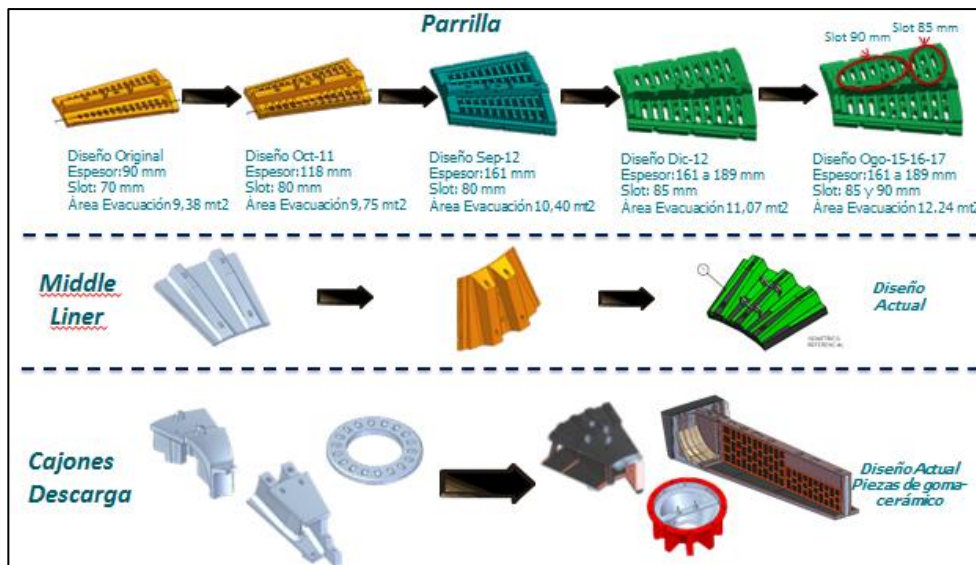 Parrilla
Slot 90 mm
Slot 85 mm
Diseño Original
Espesor:90 mm
Slot: 70 mm
Área Evacuación 9,38 mt2
Diseño Oct-11
Espesor:118 mm
Slot: 80 mm
Área Evacuación 9,75 mt2
Diseño Sep-12
Espesor:161 mm
Slot: 80 mm
Área Evacuación 10,40 mt2
Diseño Dic-12
Espesor:161 a 189 mm
Slot: 85 mm
Área Evacuación 11,07 mt2
Diseño Ogo-15-16-17
Espesor:161 a 189 mm
Slot: 85 y 90 mm
Área Evacuación 12.24 mt2
Middle
Liner
Diseño
Actual
Cajones
Descarga
Diseño Actual
Piezas de goma-
cerámico